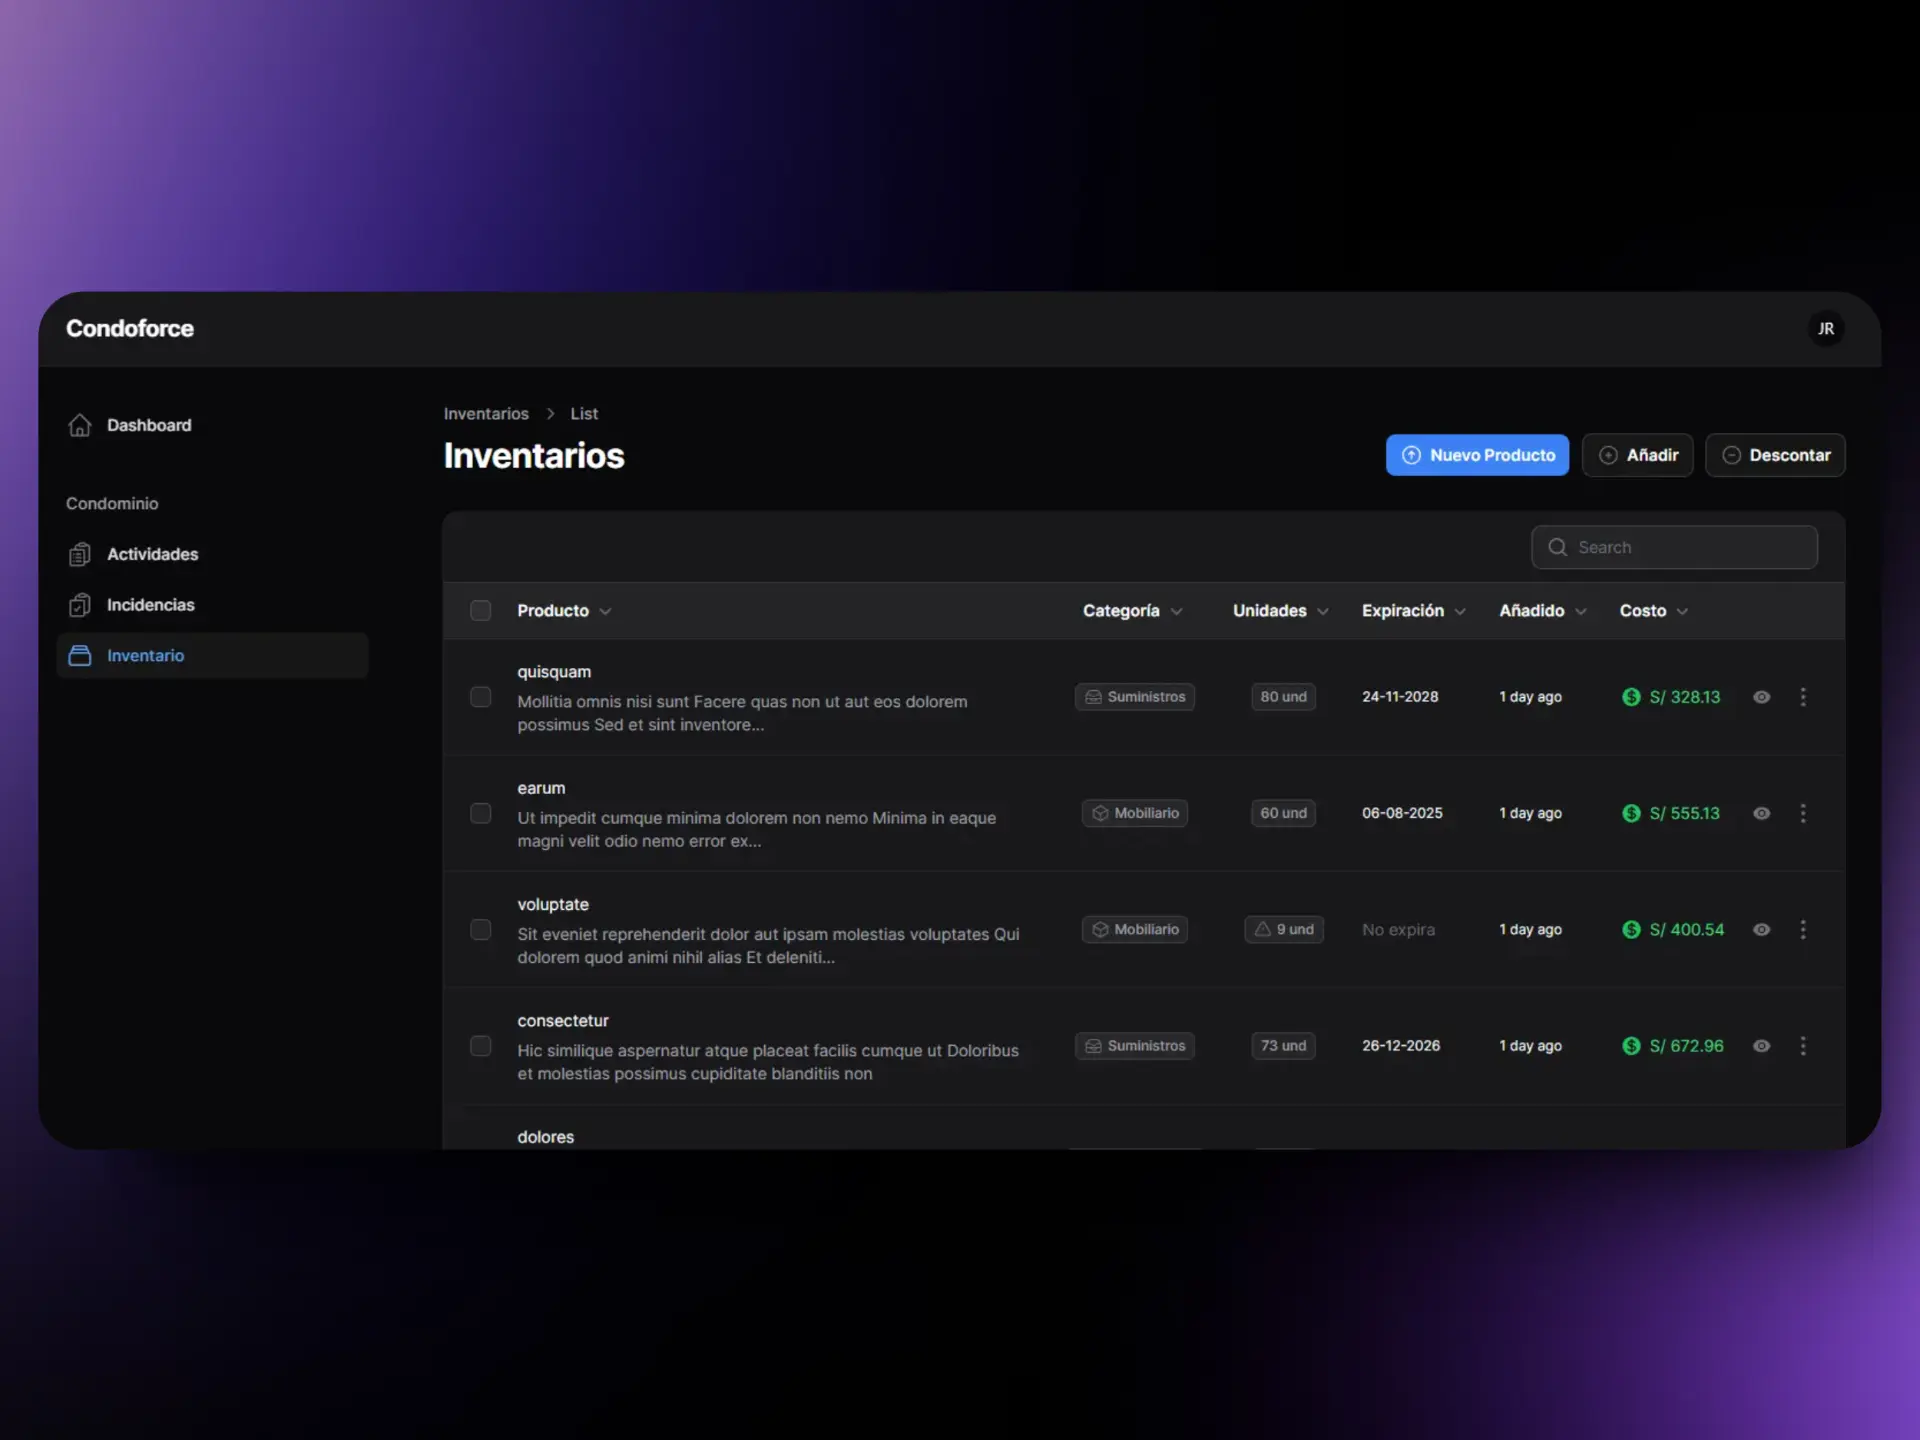 Condoforce
JR
Dashboard
Condominio
Actividades
Incidencias
Inventario
Inventarios > List
Inventarios
Nuevo Producto
Añadir
Descontar
Search
Producto
Categoría
Unidades
Expiración
Añadido
Costo
quisquam
Mollitia omnis nisi sunt Facere quas non ut aut eos dolorem
possimus Sed et sint inventore...
Suministros
80 und
24-11-2028
1 day ago
S/ 328.13
earum
Ut impedit cumque minima dolorem non nemo Minima in eaque
magni velit odio nemo error ex...
Mobiliario
60 und
06-08-2025
1 day ago
S/ 555.13
voluptate
Sit eveniet reprehenderit dolor aut ipsam molestias voluptates Qui
dolorem quod animi nihil alias Et deleniti...
Mobiliario
9 und
No expira
1 day ago
S/ 400.54
consectetur
Hic similique aspernatur atque placeat facilis cumque ut Doloribus
et molestias possimus cupiditate blanditiis non
Suministros
73 und
26-12-2026
1 day ago
S/ 672.96
dolores